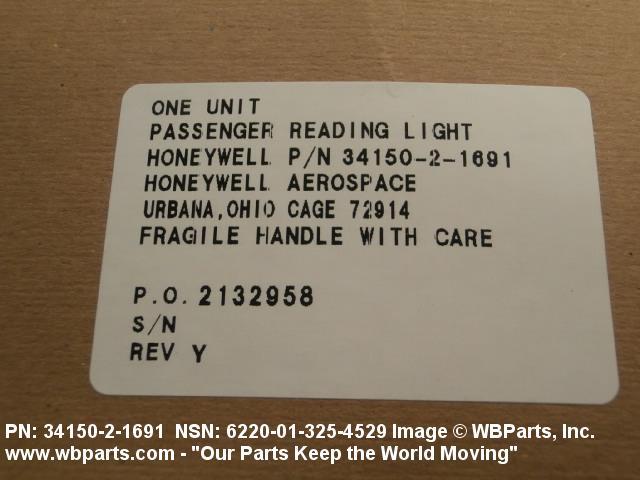 ONE UNIT
PASSENGER READING LIGHT
HONEYWELL P/N 34150-2-1691
HONEYWELL AEROSPACE
URBANA,OHIO CAGE 72914
FRAGILE HANDLE WITH CARE
P.O. 2132958
S/N
REV Y
PN: 34150-2-1691 NSN: 6220-01-325-4529 Image © WBParts, Inc.
www.wbparts.com - "Our Parts Keep the World Moving"